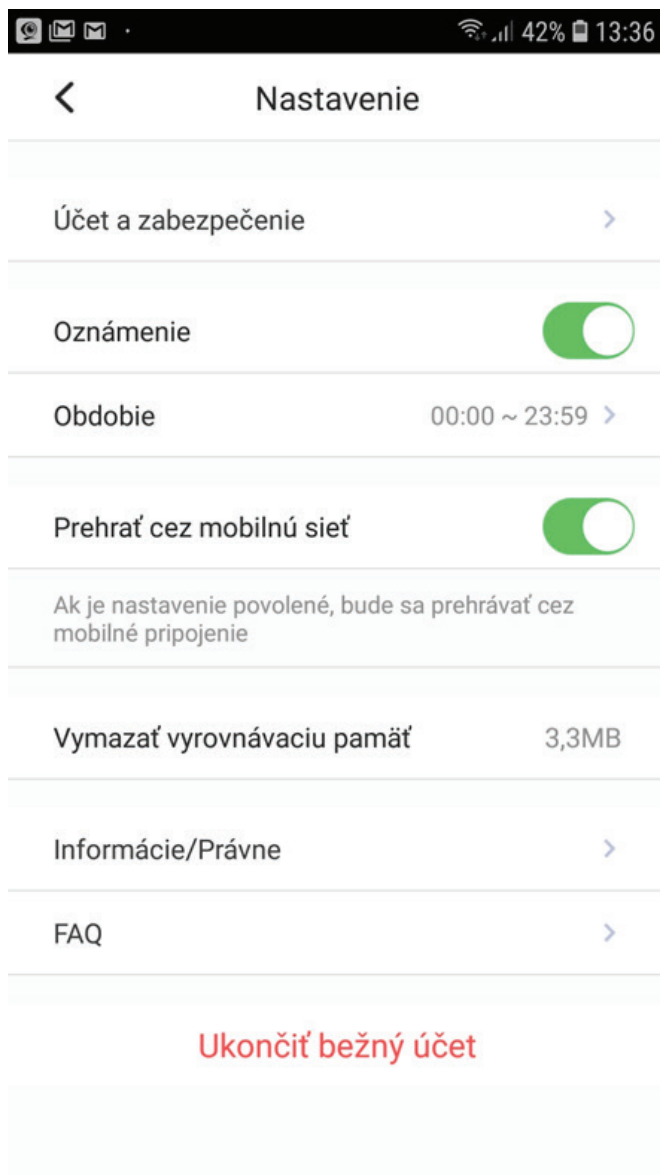 42% 13:36
Nastavenie
Účet a zabezpečenie
Oznámenie
Obdobie 00:00 ~ 23:59
Prehrať cez mobilnú sieť
Ak je nastavenie povolené, bude sa prehrávať cez
mobilné pripojenie
Vymazať vyrovnávaciu pamäť 3,3MB
Informácie/Právne
FAQ
Ukončiť bežný účet